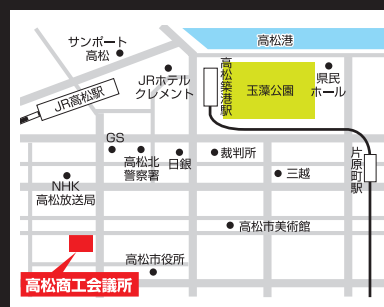 サンポート
高松
高松港
JRホテル
クレメント
高松築港駅
玉藻公園
県民
ホール
JR高松駅
GS
高松北
警察署
日銀
裁判所
片原町駅
NHK
高松放送局
三越
高松市美術館
高松市役所
高松商工会議所